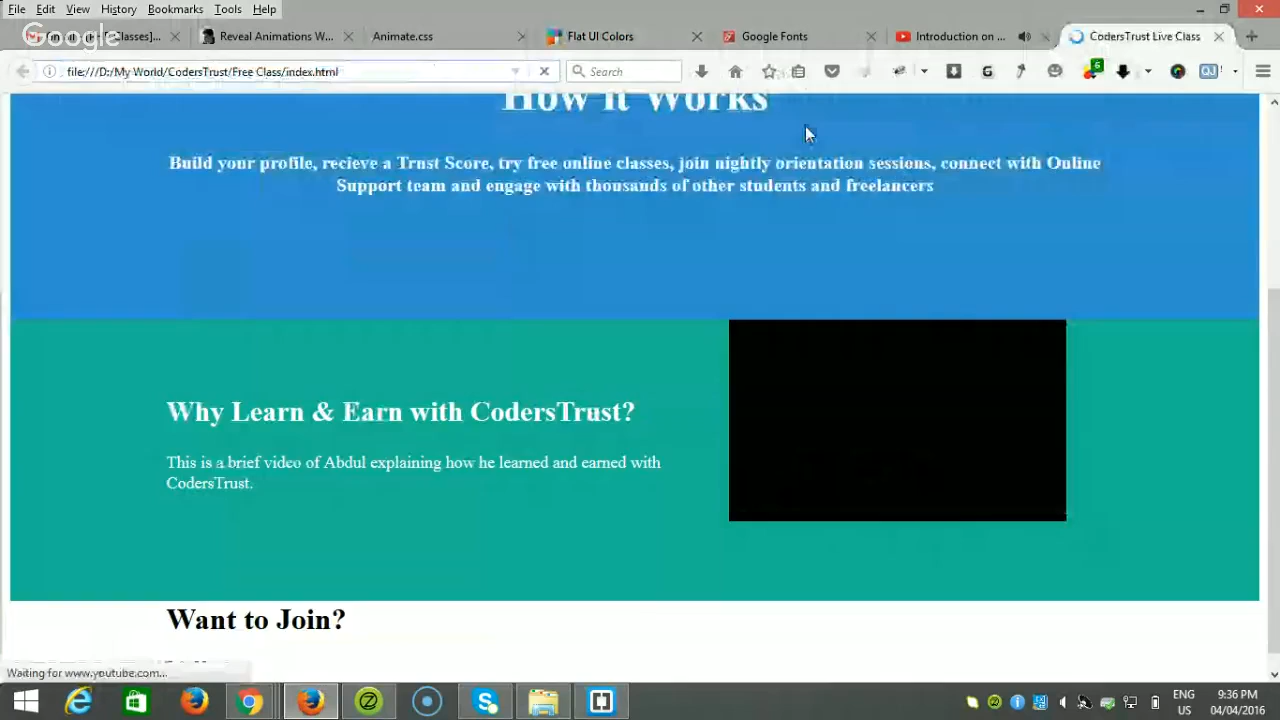 File Edit View History Bookmarks Tools Help
Google
Classes]... Reveal Animations W... Animate.css Flat UI Colors Google Fonts Introduction on ... CodersTrust Live Class
file:///D:/My World/CodersTrust/Free Class/index.html Search 6
How it Works
Build your profile, recieve a Trust Score, try free online classes, join nightly orientation sessions, connect with Online
Support team and engage with thousands of other students and freelancers
Why Learn & Earn with CodersTrust?
This is a brief video of Abdul explaining how he learned and earned with
CodersTrust.
Want to Join?
Waiting for www.youtube.com...
ENG 9:36 PM
US 04/04/2016